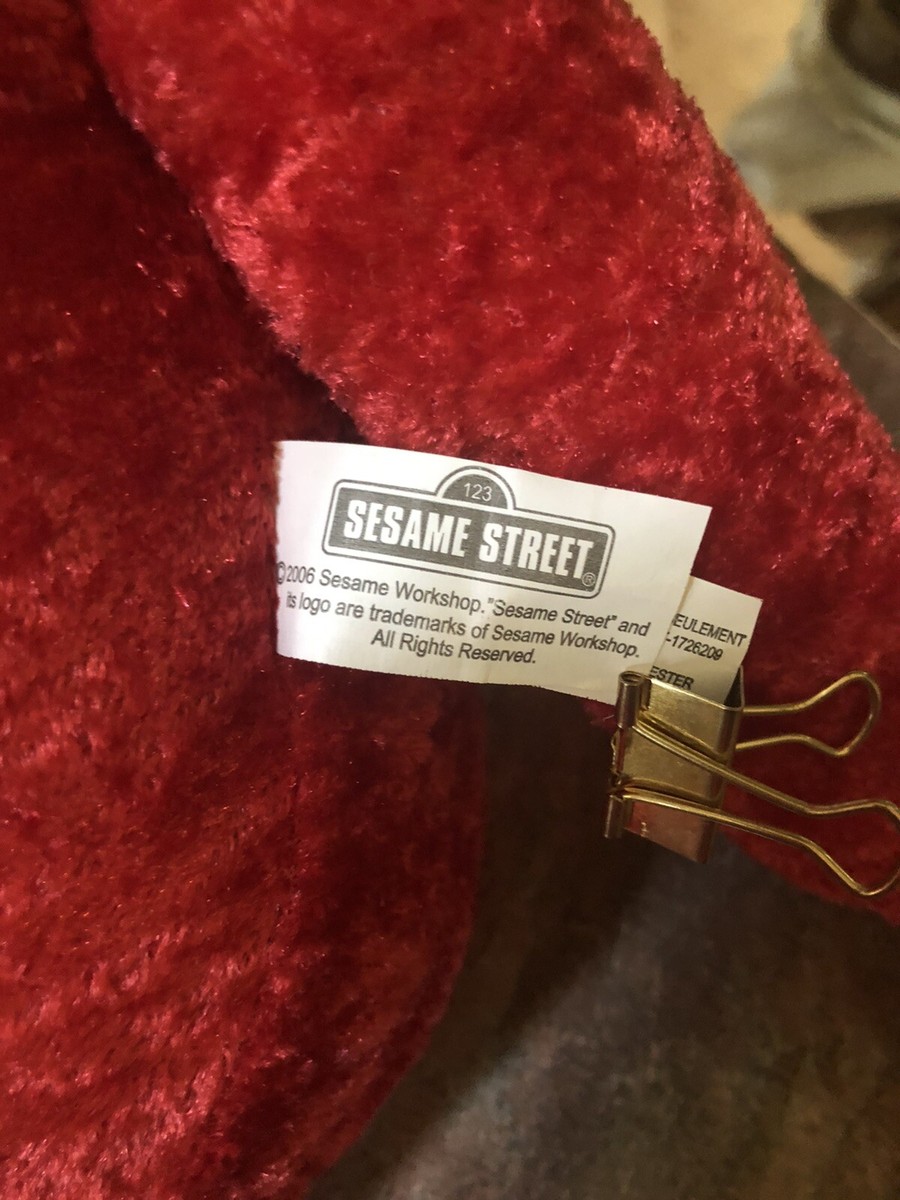 123
SESAME STREET®
©2006 Sesame Workshop."Sesame Street" and
its logo are trademarks of Sesame Workshop.
All Rights Reserved.
EULEMENT
-1726209
ESTER